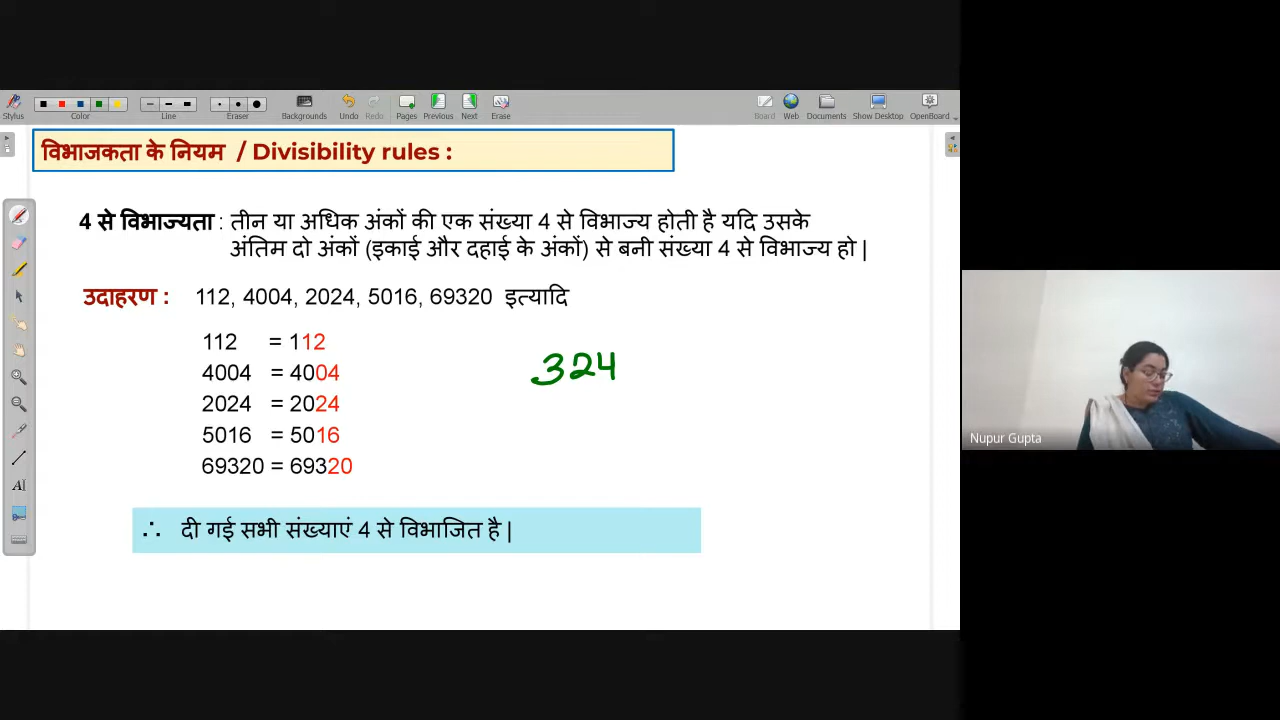 Stylus
Color
Line
Eraser
Backgrounds
Undo
Redo
Pages
Previous
Next
Erase
Board
Web
Documents
Show Desktop
OpenBoard
विभाजकता के नियम / Divisibility rules :
4 से विभाज्यता : तीन या अधिक अंकों की एक संख्या 4 से विभाज्य होती है यदि उसके
अंतिम दो अंकों (इकाई और दहाई के अंकों) से बनी संख्या 4 से विभाज्य हो |
उदाहरण : 112, 4004, 2024, 5016, 69320 इत्यादि
112 = 112
4004 = 4004
2024 = 2024
5016 = 5016
69320 = 69320
324
∴ दी गई सभी संख्याएं 4 से विभाजित है |
Nupur Gupta